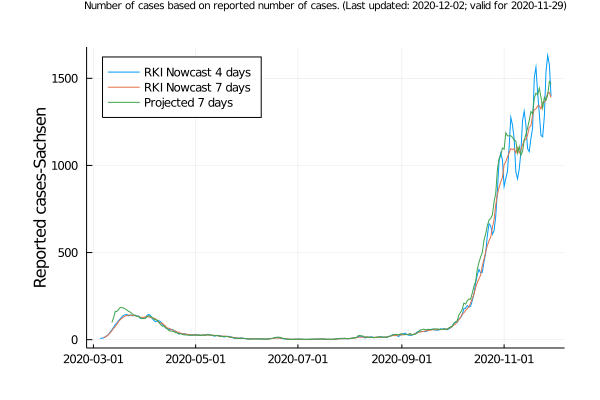 Number of cases based on reported number of cases. (Last updated: 2020-12-02; valid for 2020-11-29)
RKI Nowcast 4 days
RKI Nowcast 7 days
Projected 7 days
Reported cases-Sachsen
1500
1000
500
0
2020-03-01 2020-05-01 2020-07-01 2020-09-01 2020-11-01